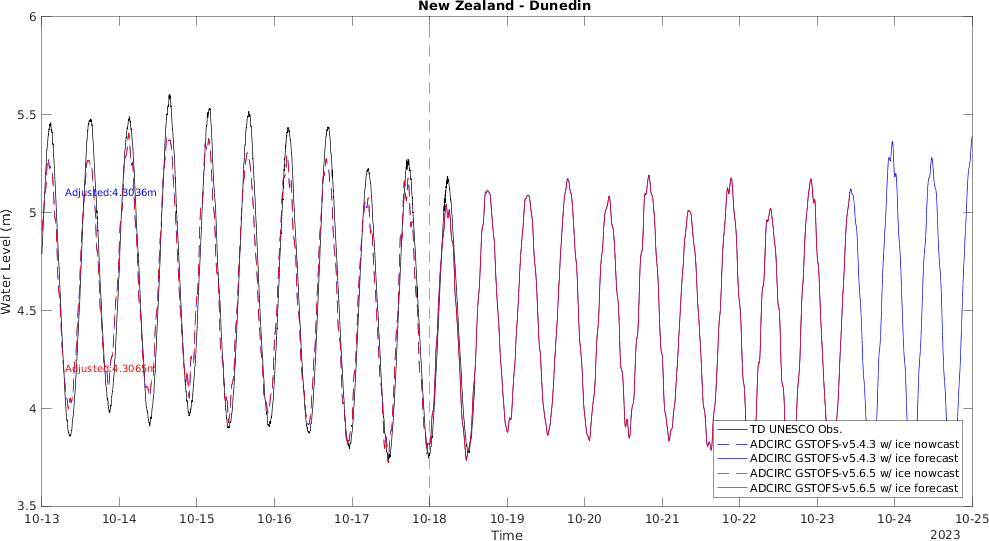 New Zealand - Dunedin
6
5.5
5
4.5
4
3.5
Water Level (m)
Adjusted:4.3036m
Adjusted:4.3065m
TD UNESCO Obs.
ADCIRC GSTOFS-v5.4.3 w/ ice nowcast
ADCIRC GSTOFS-v5.4.3 w/ ice forecast
ADCIRC GSTOFS-v5.6.5 w/ ice nowcast
ADCIRC GSTOFS-v5.6.5 w/ ice forecast
10-13 10-14 10-15 10-16 10-17 10-18 10-19 10-20 10-21 10-22 10-23 10-24 10-25
Time
2023